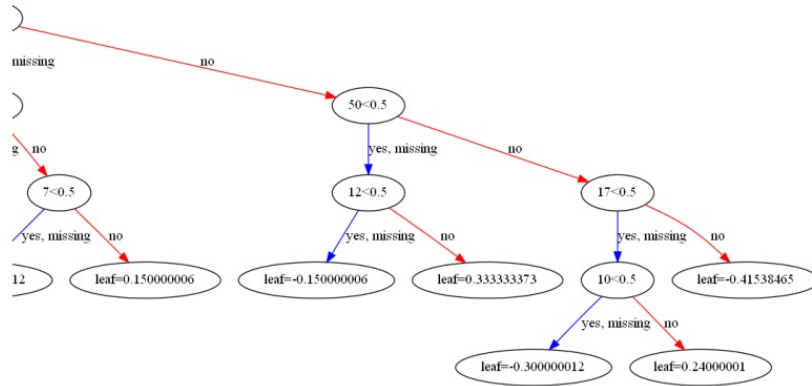 missing
no
50<0.5
g
no
yes, missing
no
7<0.5
12<0.5
17<0.5
yes, missing
no
yes, missing
no
yes, missing
no
12
leaf=0.150000006
leaf=-0.150000006
leaf=0.333333373
10<0.5
leaf=-0.41538465
yes, missing
no
leaf=-0.300000012
leaf=0.24000001